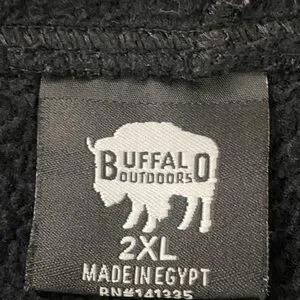 BUFFALO
OUTDOORS
2XL
MADE IN EGYPT
RN#141335